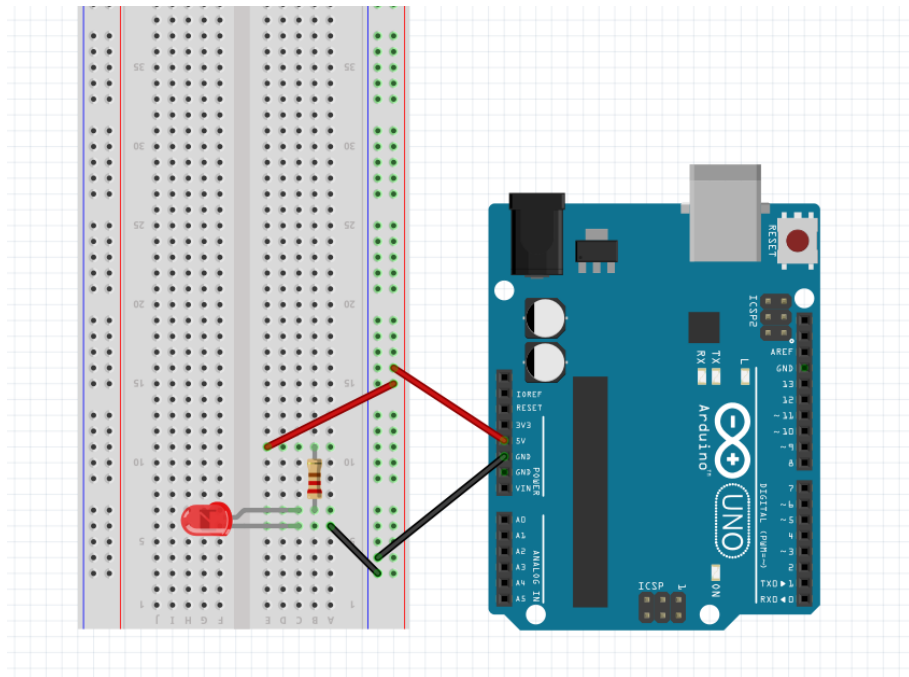 35 35
30 30
25 25
20 20
15 15
10 10
5 5
1 1
J I H G F E D C B A
RESET
ICSP2
AREF
GND
13
12
~11
~10
~9
8
7
~6
~5
4
~3
2
TXD▶1
RXD◀0
DIGITAL (PWM=~)
RX TX L
IOREF
RESET
3V3
5V
GND
GND
VIN
POWER
A0
A1
A2
A3
A4
A5
ANALOG IN
Arduino™
UNO
ON
ICSP 1